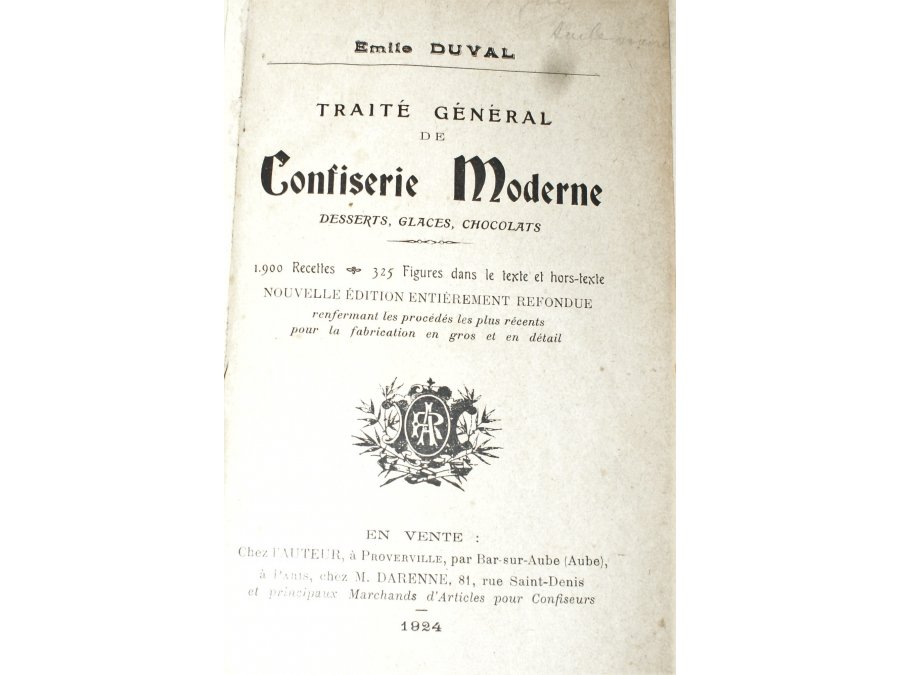 Emile DUVAL
TRAITÉ GÉNÉRAL
DE
Confiserie Moderne
DESSERTS, GLACES, CHOCOLATS
1.900 Recettes 325 Figures dans le texte et hors-texte
NOUVELLE ÉDITION ENTIÈREMENT REFONDUE
renfermant les procédés les plus récents
pour la fabrication en gros et en détail
EN VENTE :
Chez l'AUTEUR, à PROVERVILLE, par Bar-sur-Aube (Aube),
à PARIS, chez M. DARENNE, 81, rue Saint-Denis
et principaux Marchands d'Articles pour Confiseurs
1924